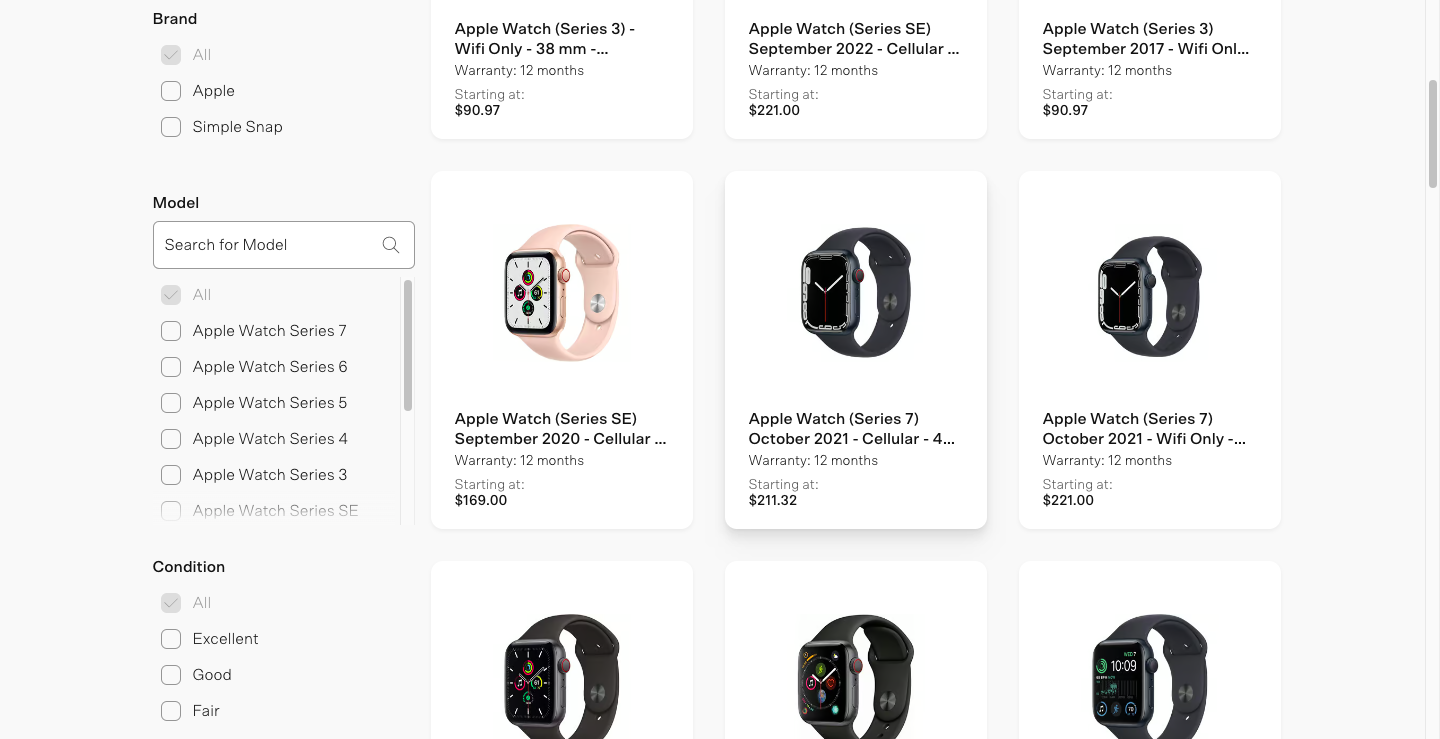 Brand
All
Apple
Simple Snap
Model
Search for Model
All
Apple Watch Series 7
Apple Watch Series 6
Apple Watch Series 5
Apple Watch Series 4
Apple Watch Series 3
Apple Watch Series SE
Condition
All
Excellent
Good
Fair
Apple Watch (Series 3) -
Wifi Only - 38 mm -...
Warranty: 12 months
Starting at:
$90.97
Apple Watch (Series SE)
September 2022 - Cellular ...
Warranty: 12 months
Starting at:
$221.00
Apple Watch (Series 3)
September 2017 - Wifi Onl...
Warranty: 12 months
Starting at:
$90.97
Apple Watch (Series SE)
September 2020 - Cellular ...
Warranty: 12 months
Starting at:
$169.00
Apple Watch (Series 7)
October 2021 - Cellular - 4...
Warranty: 12 months
Starting at:
$211.32
Apple Watch (Series 7)
October 2021 - Wifi Only -...
Warranty: 12 months
Starting at:
$221.00
WED 7
10:09